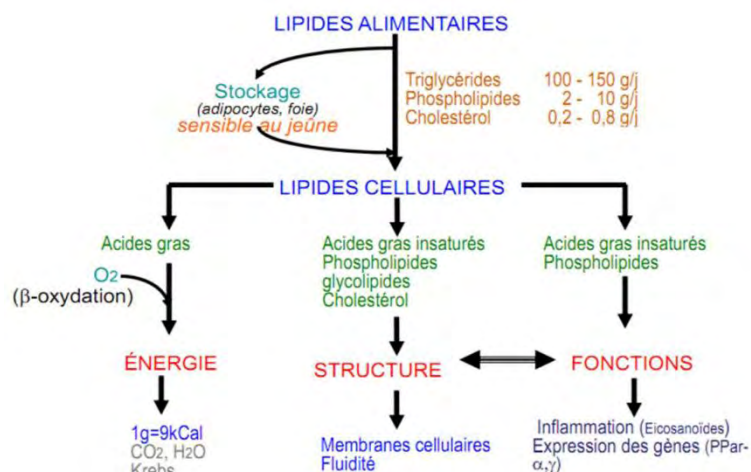 LIPIDES ALIMENTAIRES
Stockage
(adipocytes, foie)
sensible au jeûne
Triglycérides 100 - 150 g/j
Phospholipides 2 - 10 g/j
Cholestérol 0,2 - 0,8 g/j
LIPIDES CELLULAIRES
Acides gras
O2
(β-oxydation)
ÉNERGIE
1g=9kCal
CO2, H2O
Krebs
Acides gras insaturés
Phospholipides
glycolipides
Cholestérol
STRUCTURE
Membranes cellulaires
Fluidité
Acides gras insaturés
Phospholipides
FONCTIONS
Inflammation (Eicosanoïdes)
Expression des gènes (PPar-
α,γ)